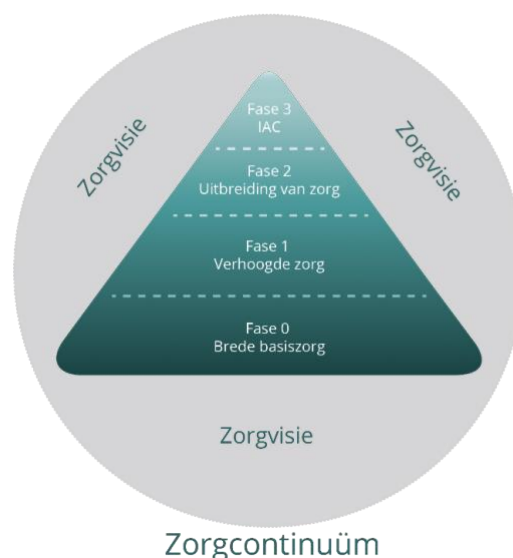 Fase 3
IAC
Zorgvisie
Zorgvisie
Fase 2
Uitbreiding van zorg
Fase 1
Verhoogde zorg
Fase 0
Brede basiszorg
Zorgvisie
Zorgcontinuüm